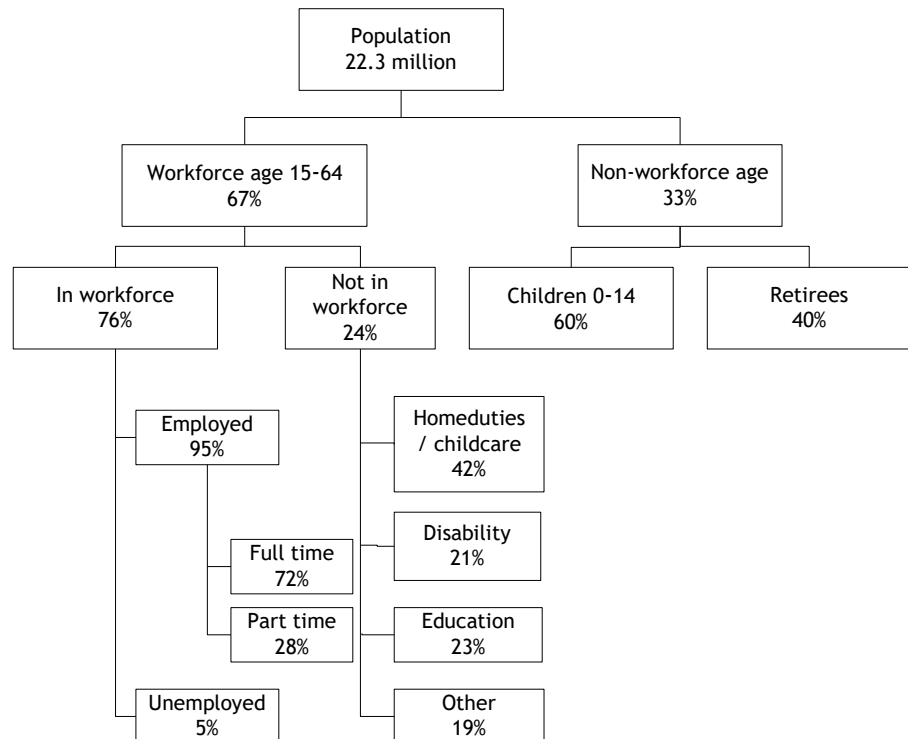 Population
22.3 million
Workforce age 15-64
67%
Non-workforce age
33%
In workforce
76%
Not in
workforce
24%
Children 0-14
60%
Retirees
40%
Employed
95%
Homeduties
/ childcare
42%
Full time
72%
Disability
21%
Part time
28%
Education
23%
Unemployed
5%
Other
19%